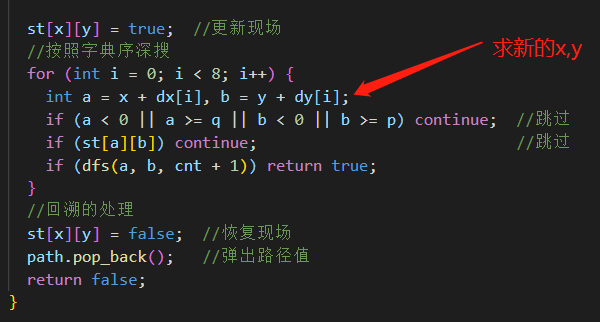 st[x][y] = true;  //更新现场
//按照字典序深搜
求新的x,y
for (int i = 0; i < 8; i++) {
int a = x + dx[i], b = y + dy[i];
if (a < 0 || a >= q || b < 0 || b >= p) continue;  //跳过
if (st[a][b]) continue;  //跳过
if (dfs(a, b, cnt + 1)) return true;
}
//回溯的处理
st[x][y] = false;  //恢复现场
path.pop_back();  //弹出路径值
return false;
}